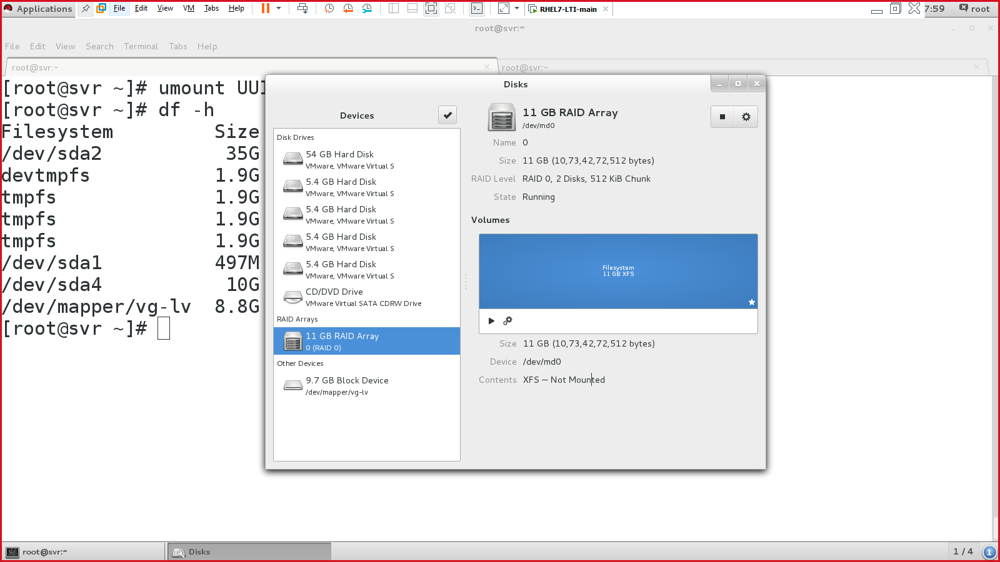 Applications File Edit View VM Tabs Help RHEL7-LTI-main 7:59 root
root@svr:~
File Edit View Search Terminal Tabs Help
root@svr:~ root@svr:~
[root@svr ~]# umount UUI
[root@svr ~]# df -h
Filesystem Size
/dev/sda2 35G
devtmpfs 1.9G
tmpfs 1.9G
tmpfs 1.9G
tmpfs 1.9G
/dev/sda1 497M
/dev/sda4 10G
/dev/mapper/vg-lv 8.8G
[root@svr ~]#
Disks
Devices
Disk Drives
54 GB Hard Disk
VMware, VMware Virtual S
5.4 GB Hard Disk
VMware, VMware Virtual S
5.4 GB Hard Disk
VMware, VMware Virtual S
5.4 GB Hard Disk
VMware, VMware Virtual S
5.4 GB Hard Disk
VMware, VMware Virtual S
CD/DVD Drive
VMware Virtual SATA CDRW Drive
RAID Arrays
11 GB RAID Array
0 (RAID 0)
Other Devices
9.7 GB Block Device
/dev/mapper/vg-lv
11 GB RAID Array
/dev/md0
Name 0
Size 11 GB (10,73,42,72,512 bytes)
RAID Level RAID 0, 2 Disks, 512 KiB Chunk
State Running
Volumes
Filesystem
11 GB XFS
Size 11 GB (10,73,42,72,512 bytes)
Device /dev/md0
Contents XFS — Not Mounted
root@svr:~ Disks 1 / 4 1